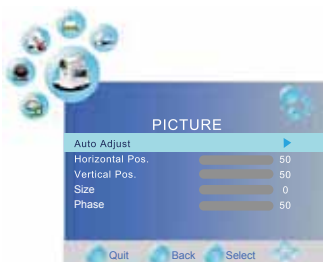 PICTURE
Auto Adjust
Horizontal Pos. 50
Vertical Pos. 50
Size 0
Phase 50
Quit Back Select